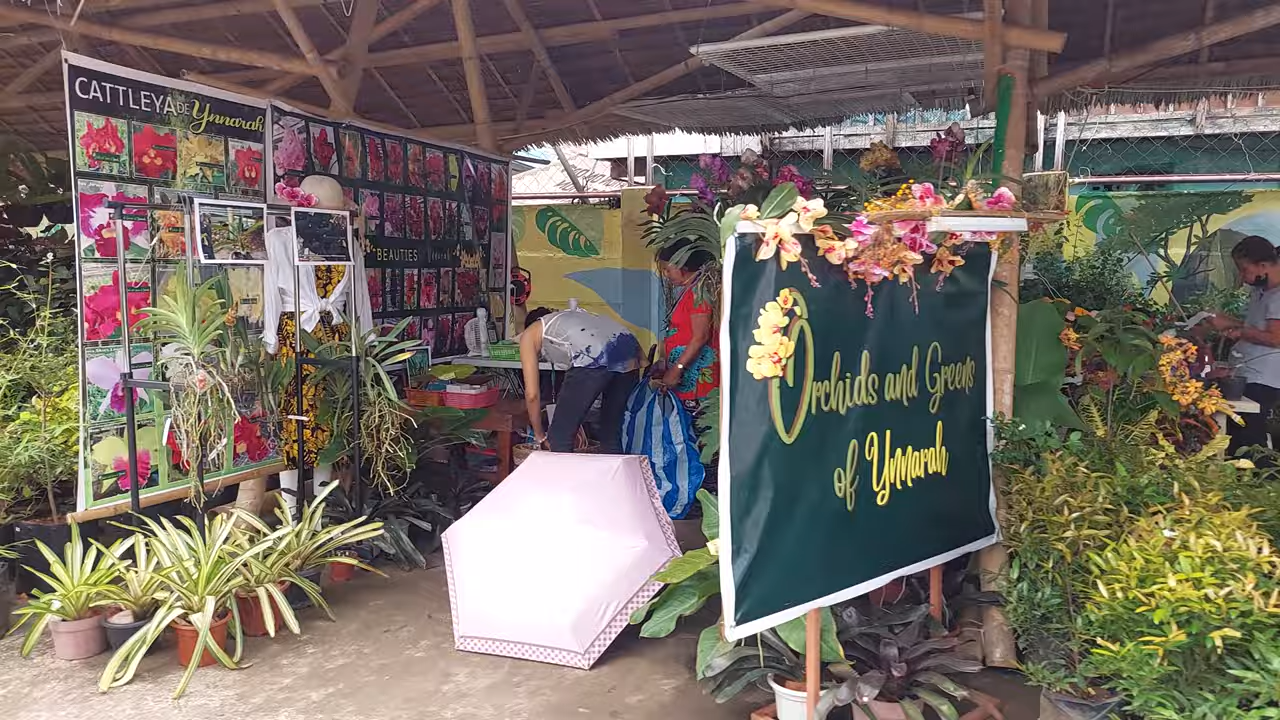 CATTLEYA DE Ynnarah
BEAUTIES
Orchids and Greens
of Ynnarah